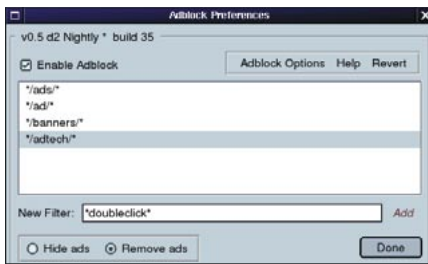 Adblock Preferences
v0.5 d2 Nightly * build 35
Enable Adblock
Adblock Options Help Revert
*/ads/*
*/ad/*
*/banners/*
*/adtech/*
New Filter: *doubleclick* Add
Hide ads Remove ads Done